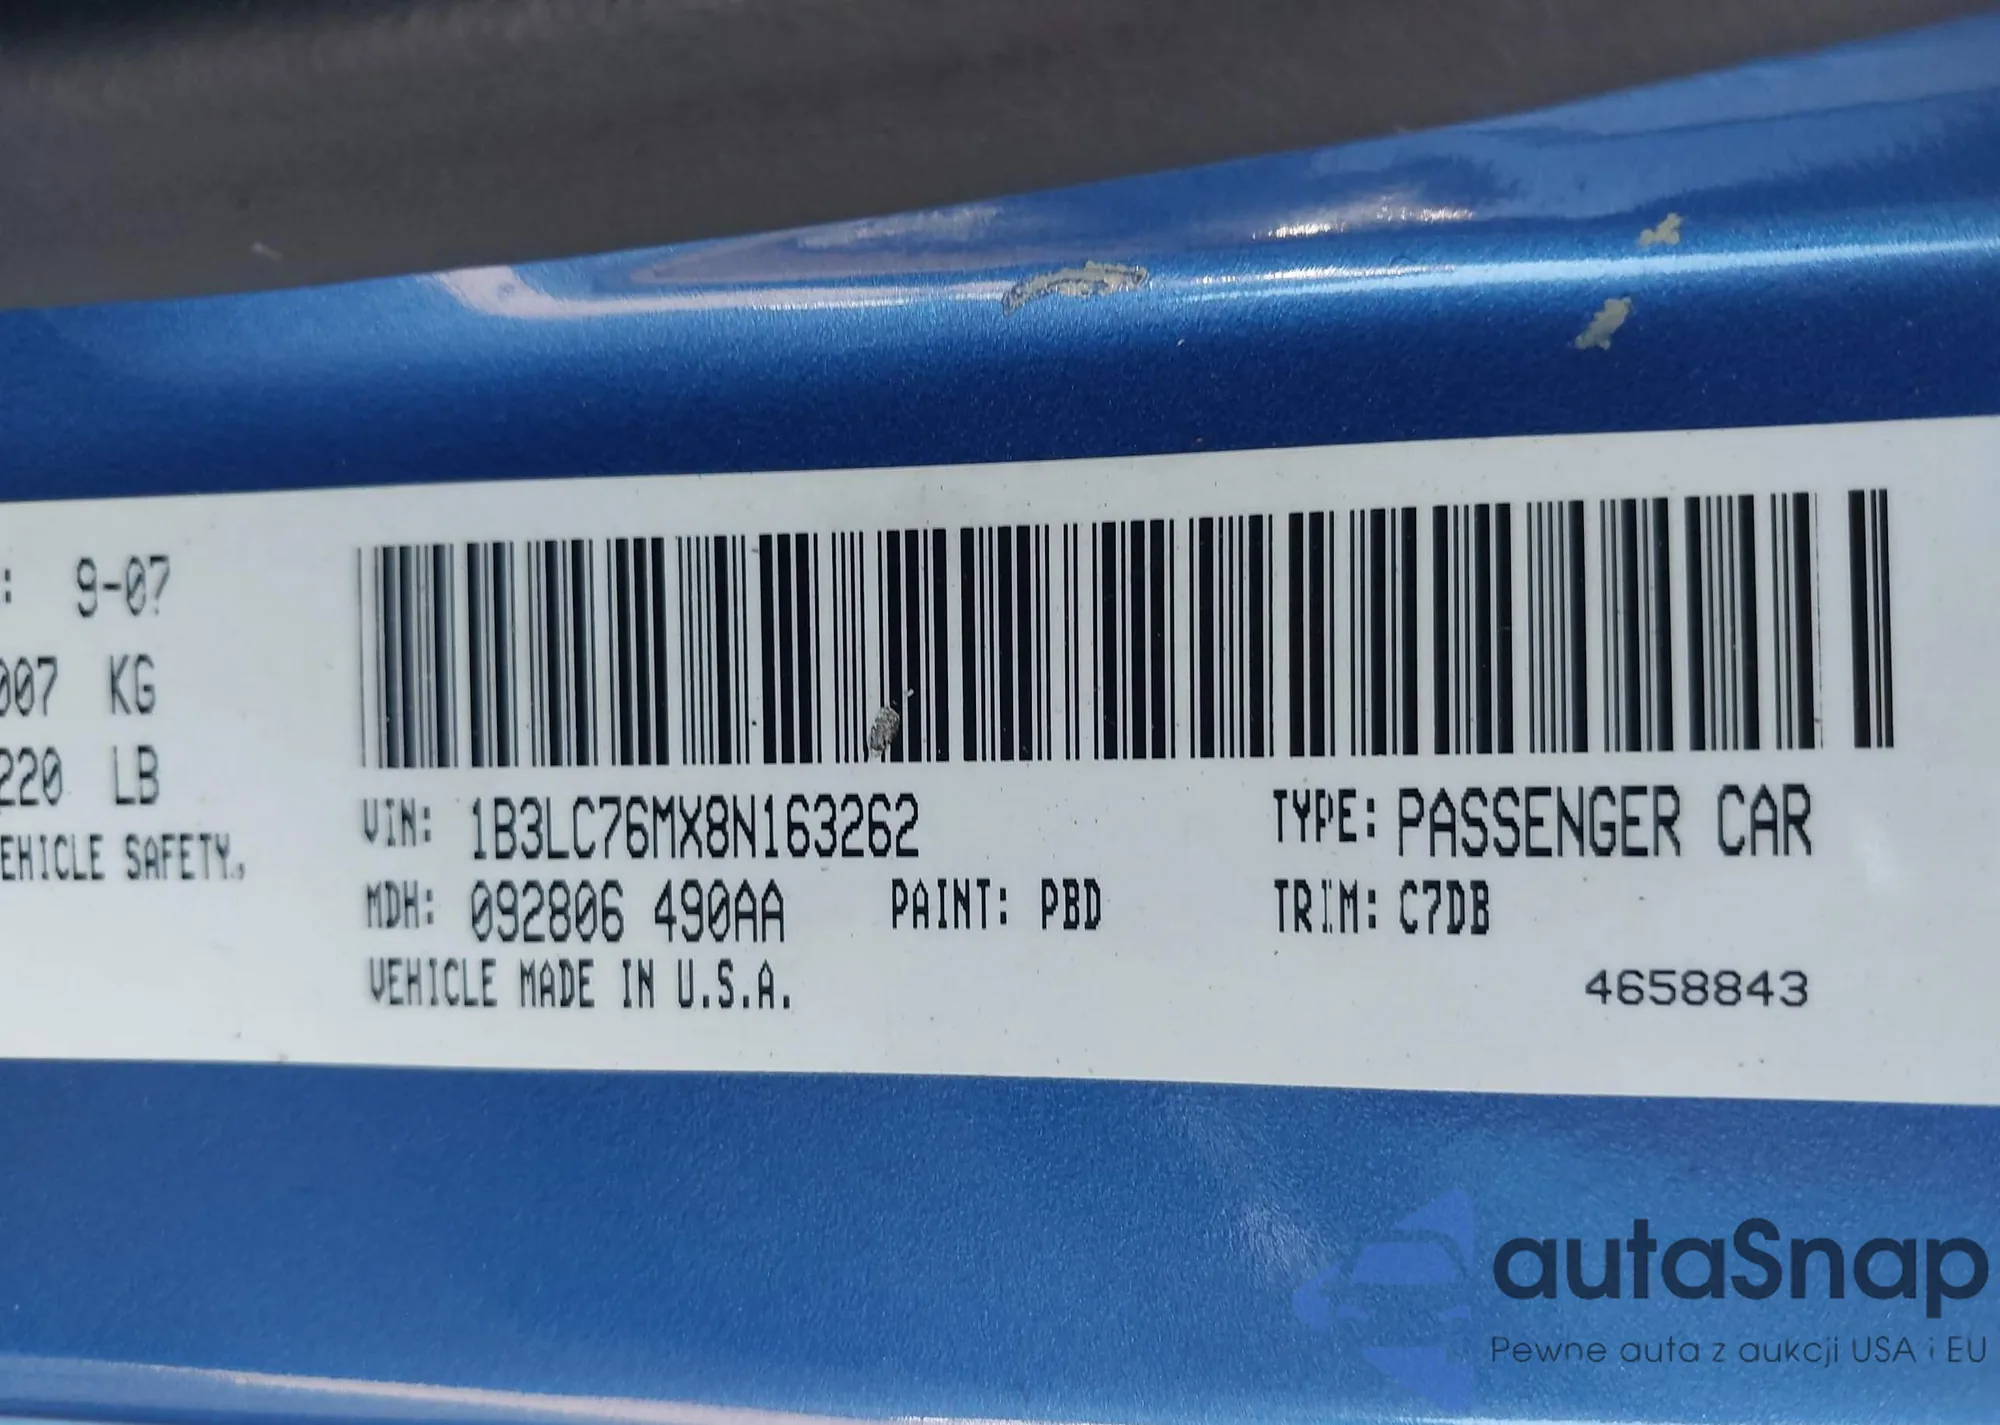 : 9-07
007 KG
220 LB
EHICLE SAFETY.
VIN: 1B3LC76MX8N163262
TYPE: PASSENGER CAR
MDH: 092806 490AA
PAINT: PBD
TRIM: C7DB
VEHICLE MADE IN U.S.A.
4658843
autaSnap
Pewne auta z aukcji USA i EU